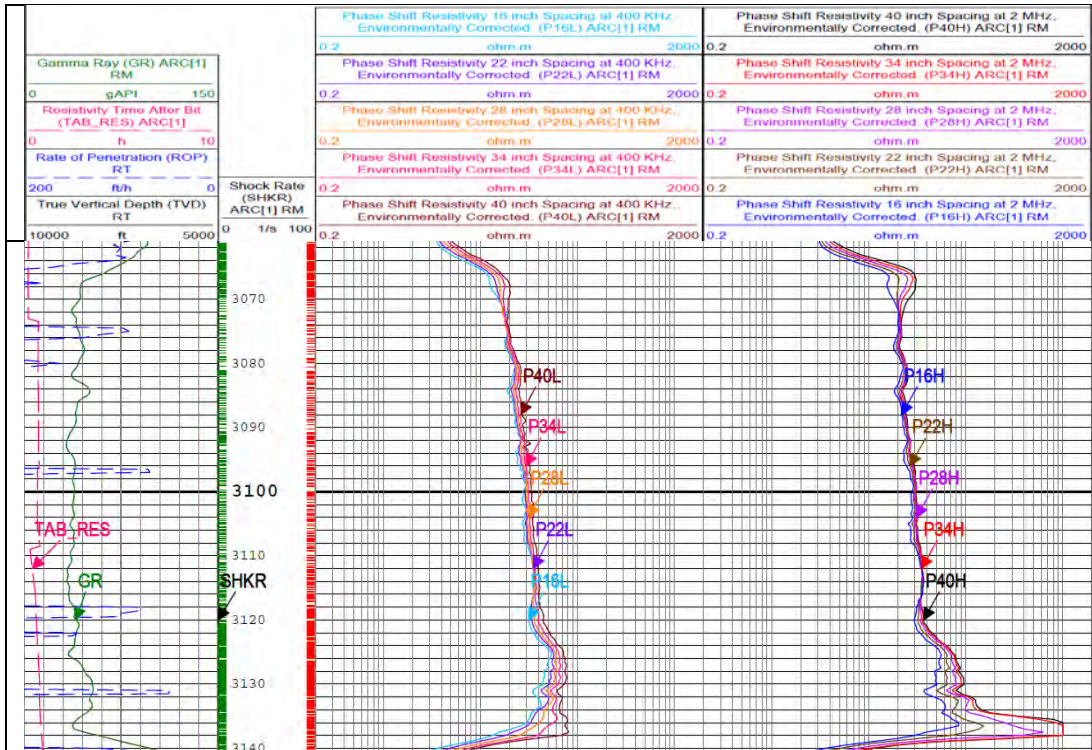 Gamma Ray (GR) ARC[1]
RM
0 gAPI 150
Rosistivity Time After Bit
(TAB_RES) ARC[1]
0 h 10
Rate of Penetration (ROP)
RT
200 ft/h 0
True Vertical Depth (TVD)
RT
10000 ft 5000
Shock Rate
(SHKR)
ARC[1] RM
0 1/s 100
Phase Shift Resistivity 16 inch Spacing at 400 KHz,
Environmentally Corrected. (P16L) ARC[1] RM
0.2 ohm.m 2000
Phase Shift Resistivity 22 inch Spacing at 400 KHz,
Environmentally Corrected. (P22L) ARC[1] RM
0.2 ohm.m 2000
Phase Shift Resistivity 28 inch Spacing at 400 KHz,
Environmentally Corrected. (P28L) ARC[1] RM
0.2 ohm.m 2000
Phase Shift Resistivity 34 inch Spacing at 400 KHz,
Environmentally Corrected. (P34L) ARC[1] RM
0.2 ohm.m 2000
Phase Shift Resistivity 40 inch Spacing at 400 KHz,
Environmentally Corrected. (P40L) ARC[1] RM
0.2 ohm.m 2000
Phase Shift Resistivity 40 inch Spacing at 2 MHz,
Environmentally Corrected. (P40H) ARC[1] RM
0.2 ohm.m 2000
Phase Shift Resistivity 34 inch Spacing at 2 MHz,
Environmentally Corrected. (P34H) ARC[1] RM
0.2 ohm.m 2000
Phase Shift Resistivity 28 inch Spacing at 2 MHz,
Environmentally Corrected. (P28H) ARC[1] RM
0.2 ohm.m 2000
Phase Shift Resistivity 22 inch Spacing at 2 MHz,
Environmentally Corrected. (P22H) ARC[1] RM
0.2 ohm.m 2000
Phase Shift Resistivity 16 inch Spacing at 2 MHz,
Environmentally Corrected. (P16H) ARC[1] RM
0.2 ohm.m 2000
3070
3080
P40L P16H
3090
P34L P22H
P28L P28H
3100
TAB_RES P22L P34H
3110
GR SHKR P16L P40H
3120
3130
3140